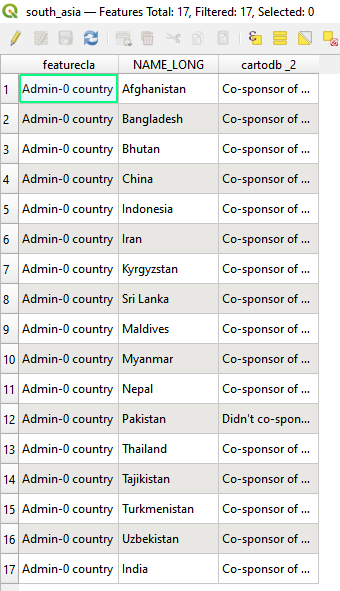 south_asia — Features Total: 17, Filtered: 17, Selected: 0
featurecla NAME_LONG cartodb _2
1 Admin-0 country Afghanistan Co-sponsor of ...
2 Admin-0 country Bangladesh Co-sponsor of ...
3 Admin-0 country Bhutan Co-sponsor of ...
4 Admin-0 country China Co-sponsor of ...
5 Admin-0 country Indonesia Co-sponsor of ...
6 Admin-0 country Iran Co-sponsor of ...
7 Admin-0 country Kyrgyzstan Co-sponsor of ...
8 Admin-0 country Sri Lanka Co-sponsor of ...
9 Admin-0 country Maldives Co-sponsor of ...
10 Admin-0 country Myanmar Co-sponsor of ...
11 Admin-0 country Nepal Co-sponsor of ...
12 Admin-0 country Pakistan Didn't co-spon...
13 Admin-0 country Thailand Co-sponsor of ...
14 Admin-0 country Tajikistan Co-sponsor of ...
15 Admin-0 country Turkmenistan Co-sponsor of ...
16 Admin-0 country Uzbekistan Co-sponsor of ...
17 Admin-0 country India Co-sponsor of ...